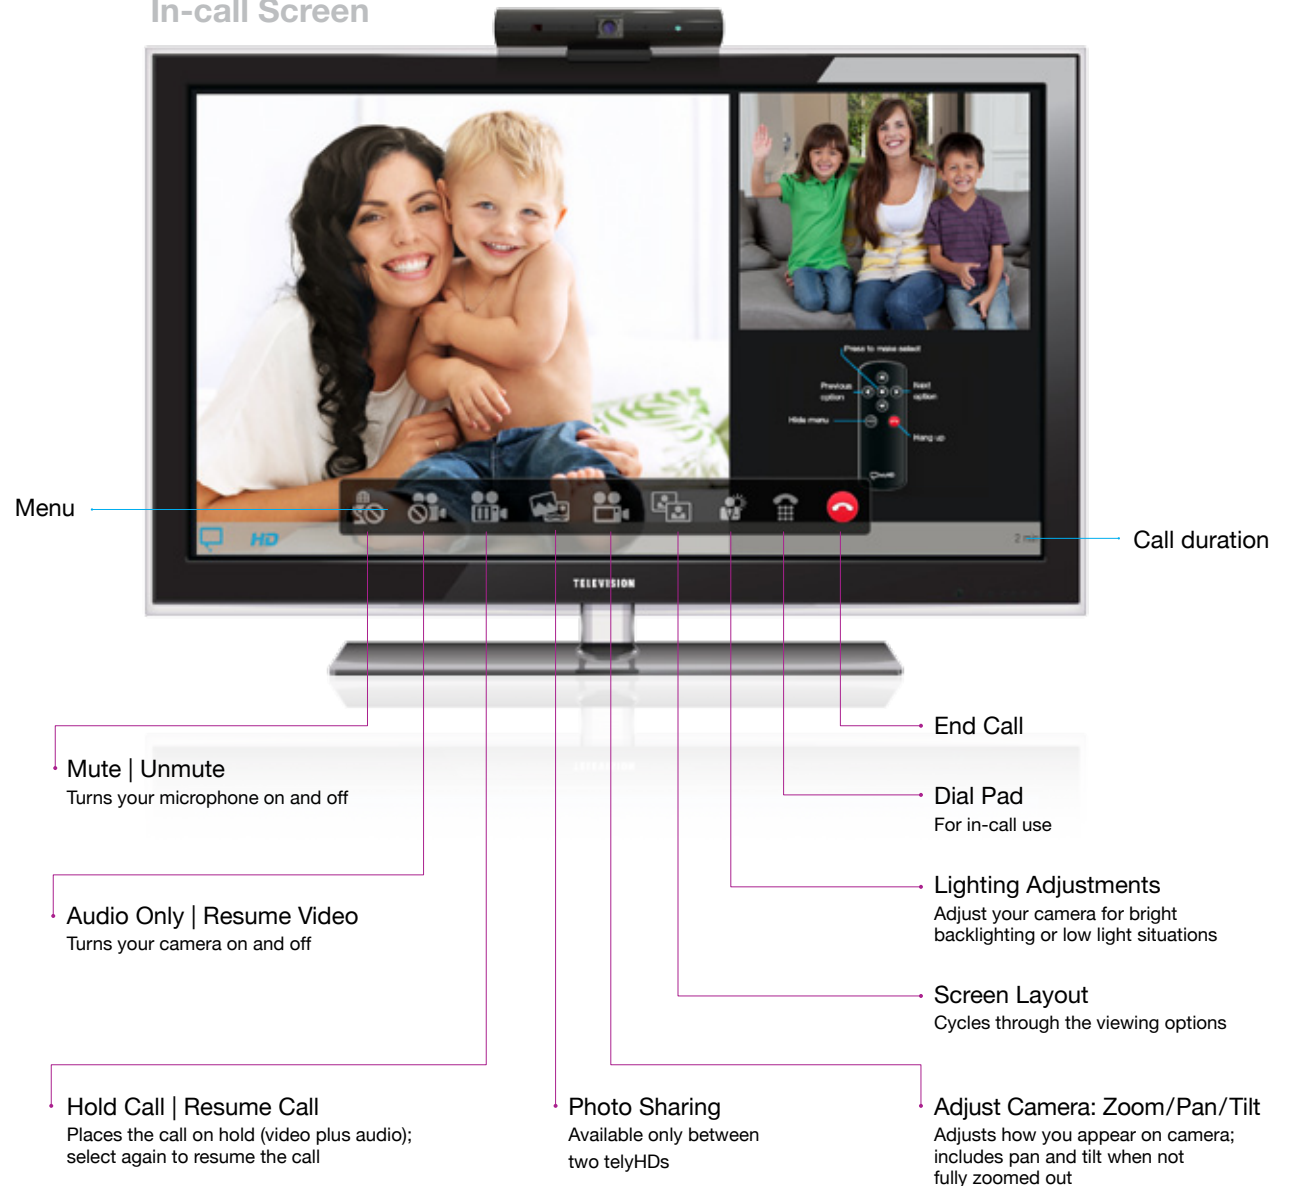 In-call Screen
Press to make select
Previous option
Next option
Hide menu
Hang up
Menu
HD
2
Call duration
TELEVISION
End Call
Mute | Unmute
Turns your microphone on and off
Dial Pad
For in-call use
Lighting Adjustments
Adjust your camera for bright
backlighting or low light situations
Audio Only | Resume Video
Turns your camera on and off
Screen Layout
Cycles through the viewing options
Hold Call | Resume Call
Places the call on hold (video plus audio);
select again to resume the call
Photo Sharing
Available only between
two telyHDs
Adjust Camera: Zoom/Pan/Tilt
Adjusts how you appear on camera;
includes pan and tilt when not
fully zoomed out